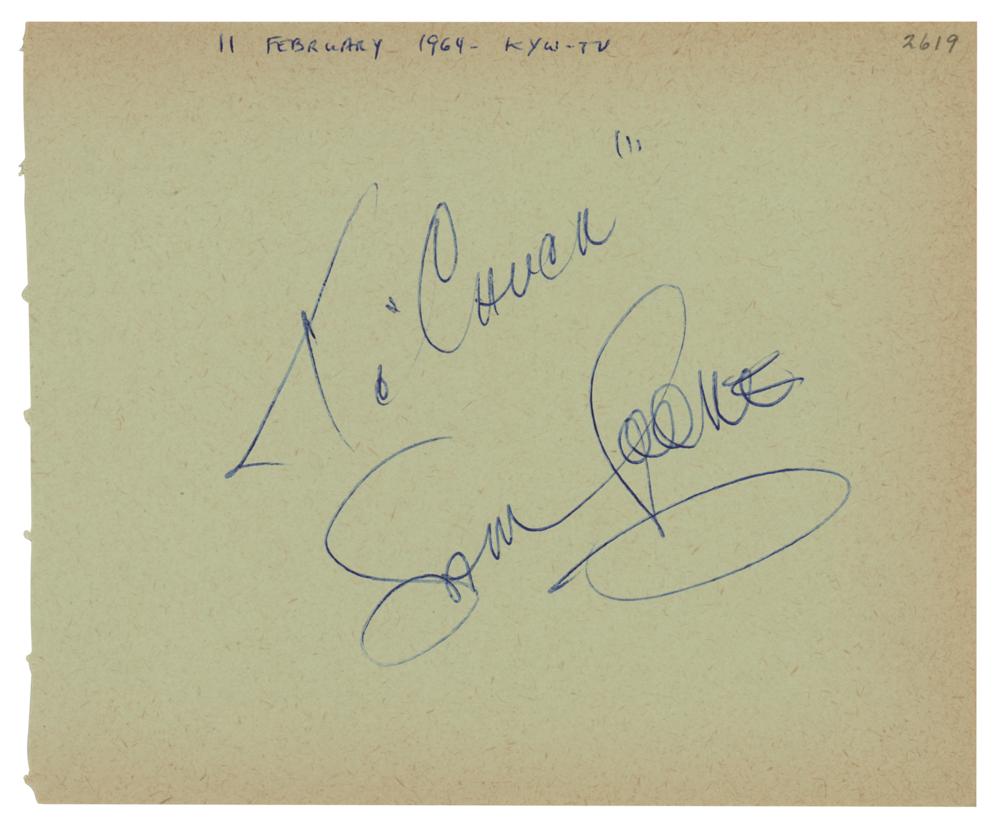 11 FEBRUARY 1964- KYW-TV
2619
To: Chuck
Sam Cooke